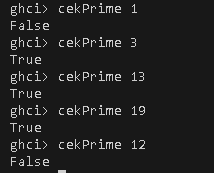 ghci> cekPrime 1
False
ghci> cekPrime 3
True
ghci> cekPrime 13
True
ghci> cekPrime 19
True
ghci> cekPrime 12
False